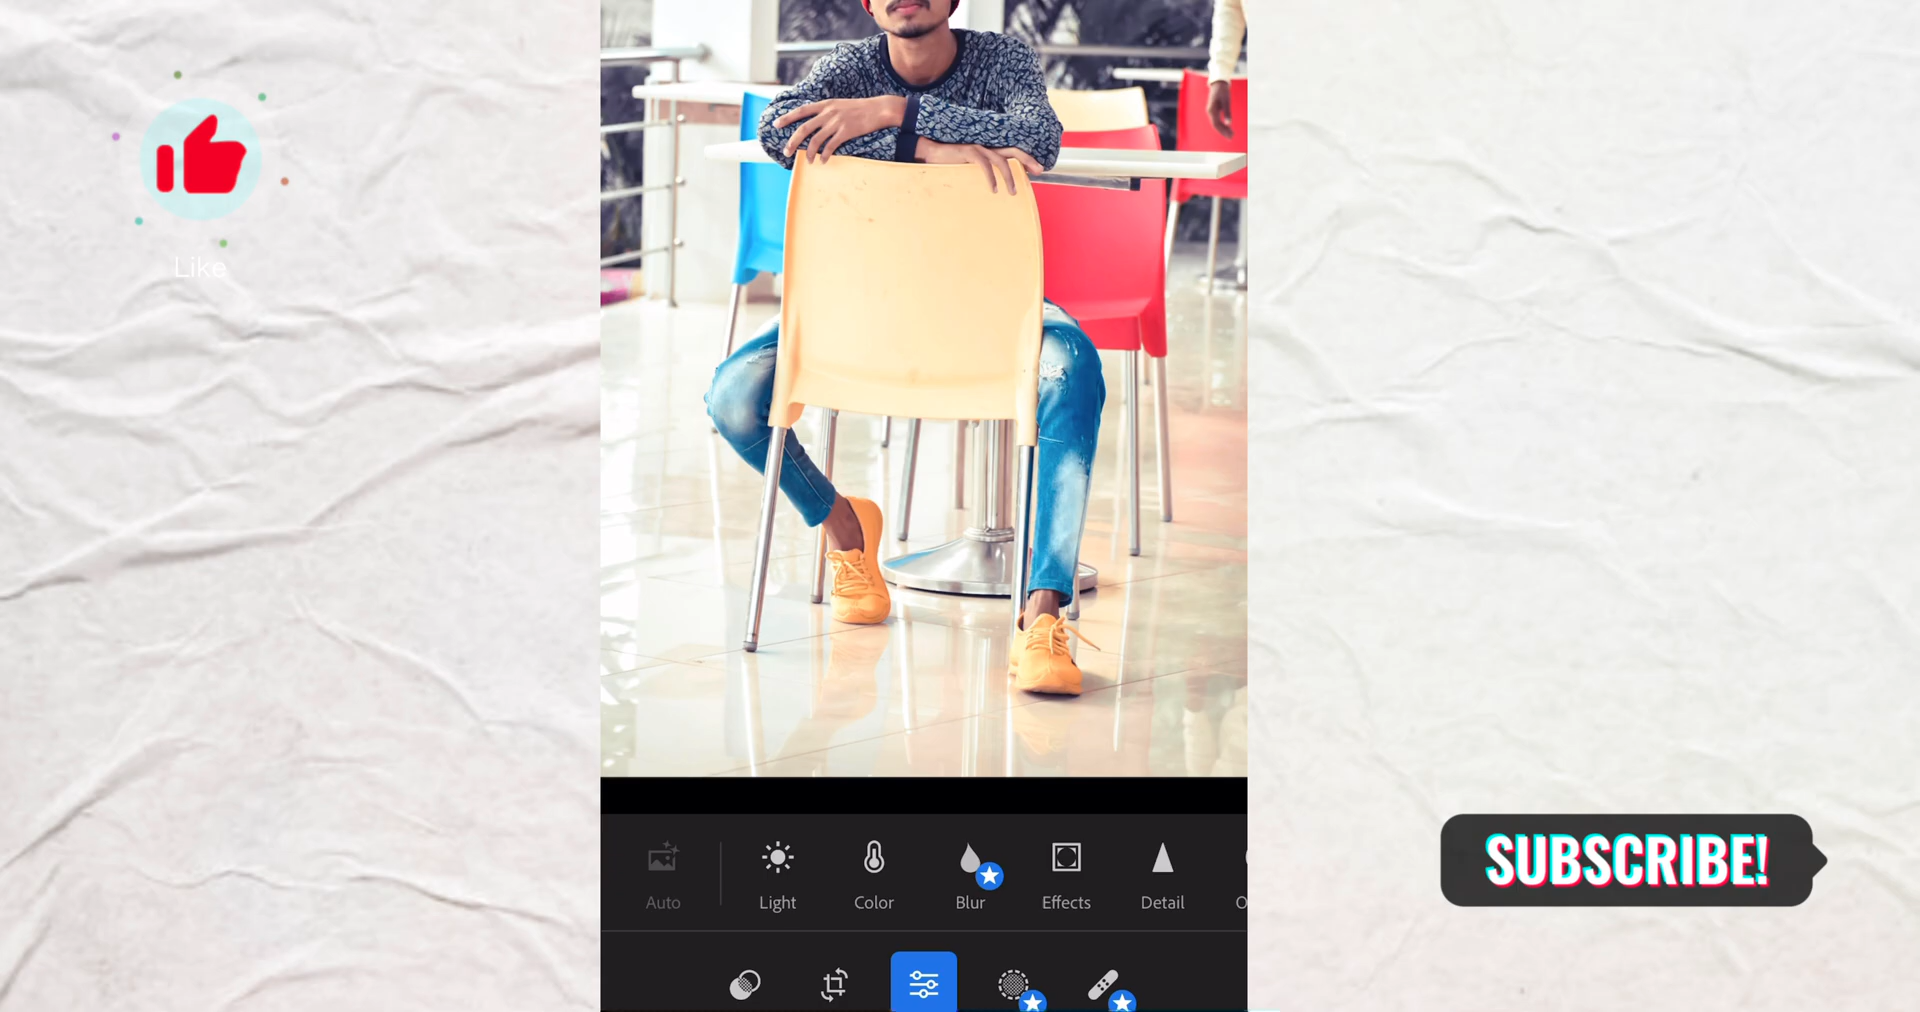 Like
SUBSCRIBE!
Auto
Light
Color
Blur
Effects
Detail